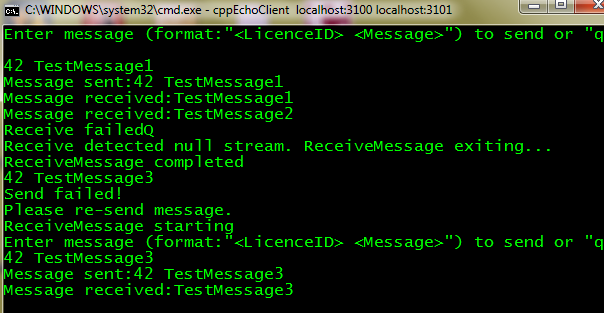 C:\WINDOWS\system32\cmd.exe - cppEchoClient localhost:3100 localhost:3101
Enter message (format:"<LicenceID> <Message>") to send or "q
42 TestMessage1
Message sent:42 TestMessage1
Message received:TestMessage1
Message received:TestMessage2
Receive failedQ
Receive detected null stream. ReceiveMessage exiting...
ReceiveMessage completed
42 TestMessage3
Send failed!
Please re-send message.
ReceiveMessage starting
Enter message (format:"<LicenceID> <Message>") to send or "q
42 TestMessage3
Message sent:42 TestMessage3
Message received:TestMessage3